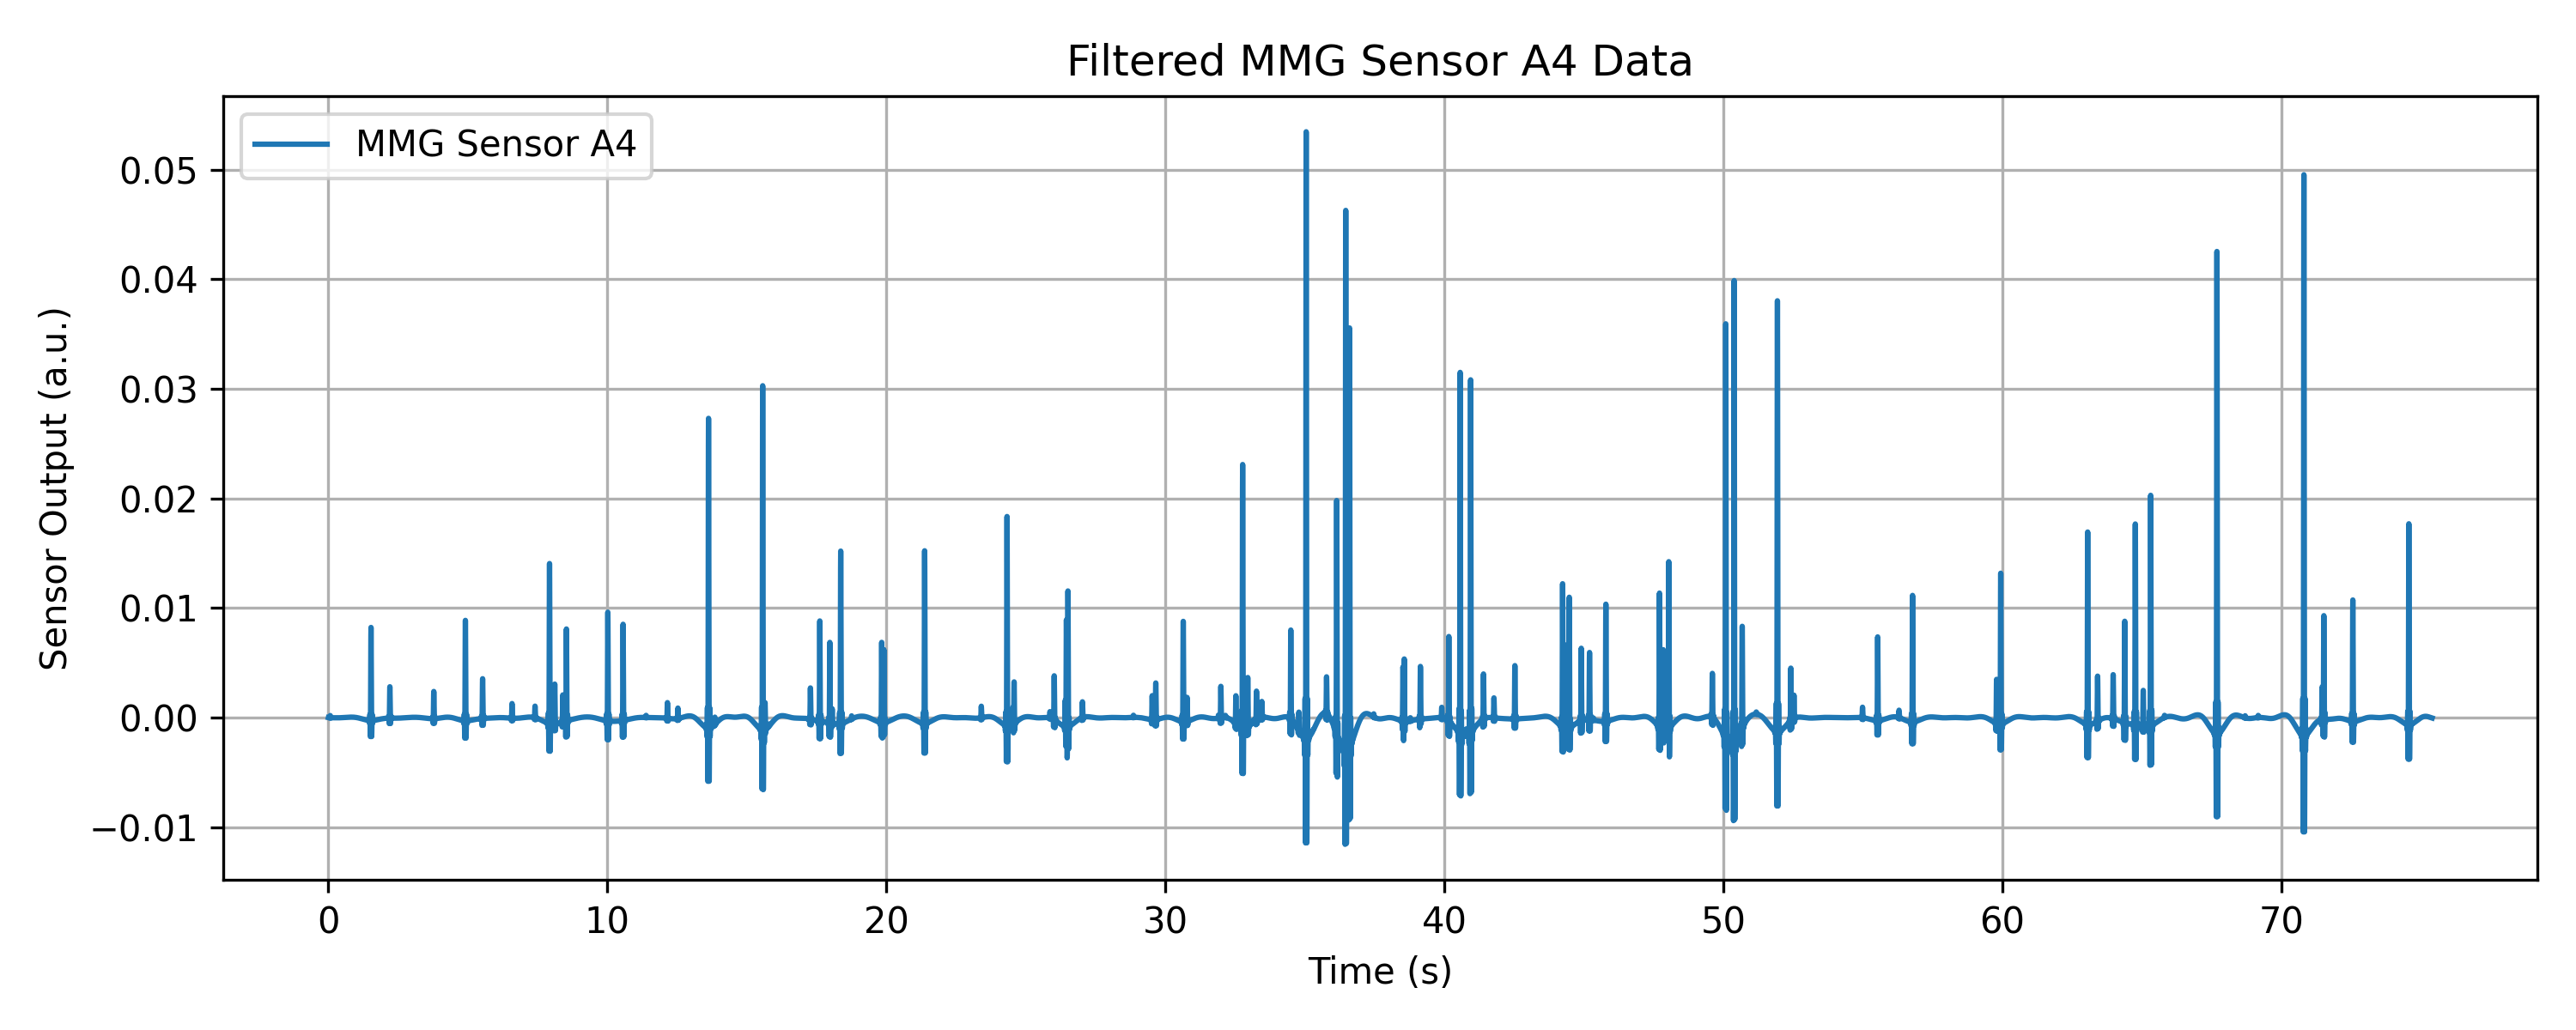 Filtered MMG Sensor A4 Data
MMG Sensor A4
0.05
0.04
0.03
0.02
0.01
0.00
−0.01
Sensor Output (a.u.)
0 10 20 30 40 50 60 70
Time (s)